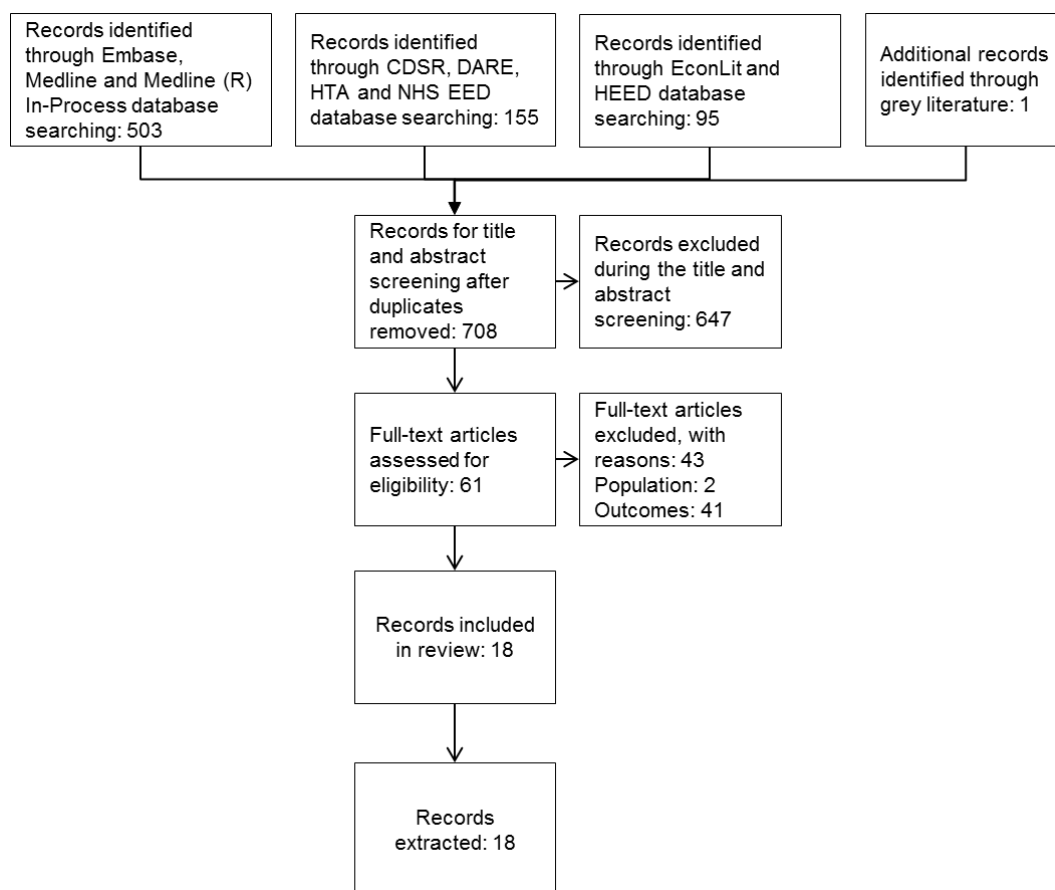 Records identified
through Embase,
Medline and Medline (R)
In-Process database
searching: 503
Records identified
through CDSR, DARE,
HTA and NHS EED
database searching: 155
Records identified
through EconLit and
HEED database
searching: 95
Additional records
identified through
grey literature: 1
Records for title
and abstract
screening after
duplicates
removed: 708
Records excluded
during the title and
abstract
screening: 647
Full-text articles
assessed for
eligibility: 61
Full-text articles
excluded, with
reasons: 43
Population: 2
Outcomes: 41
Records included
in review: 18
Records
extracted: 18